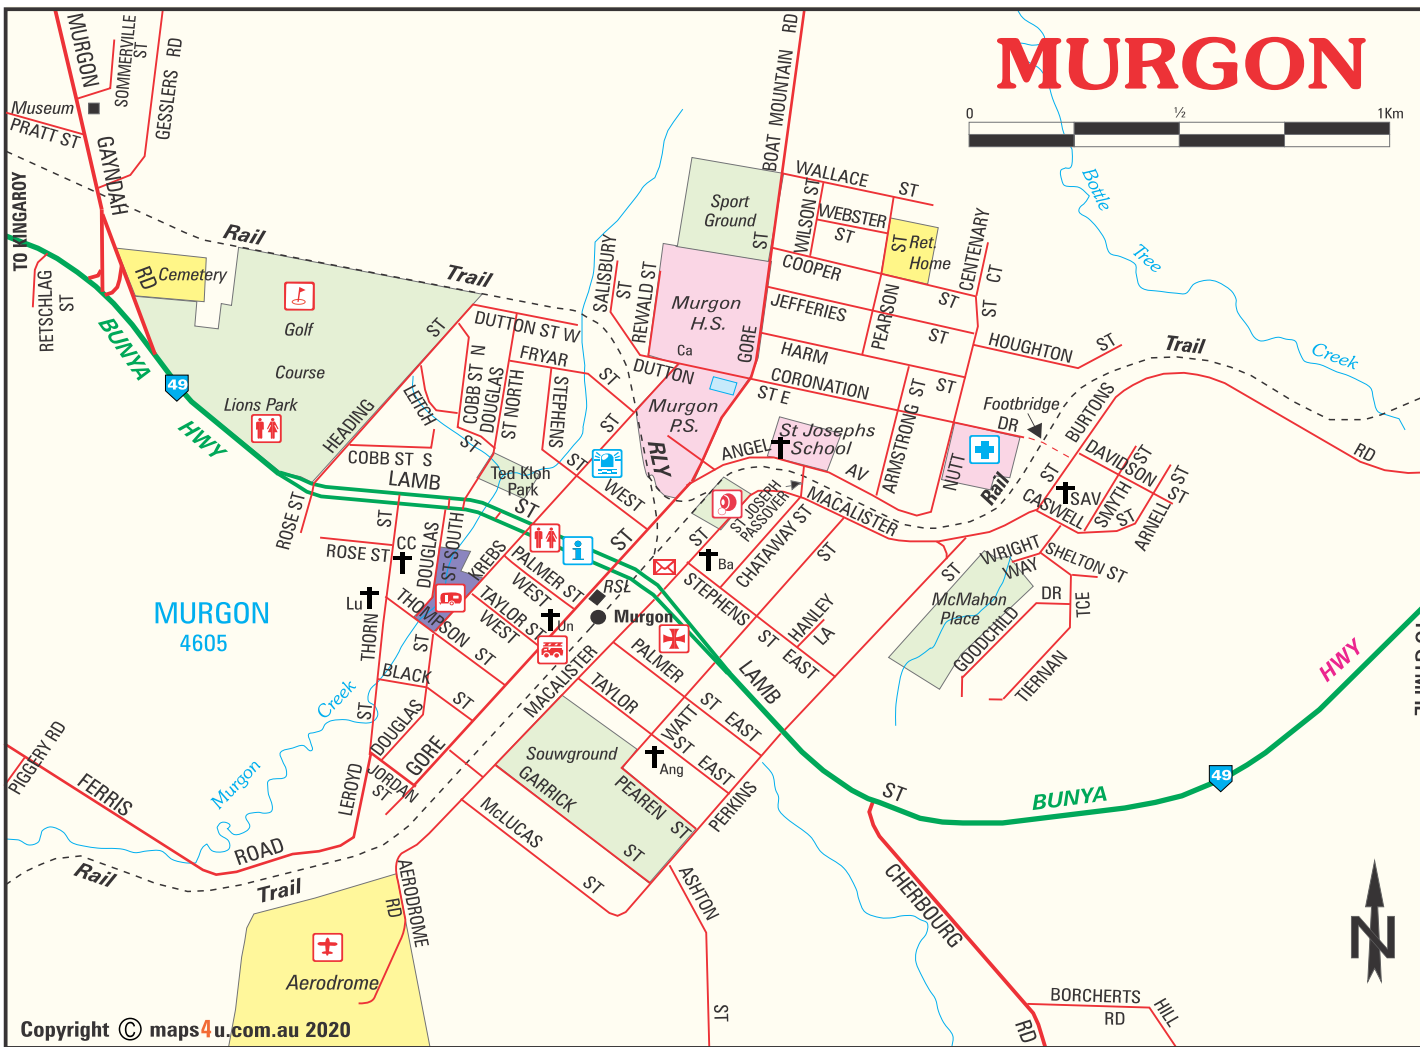 MURGON
0 ½ 1Km
MURGON
GAYNDAH
RD
SOMMERVILLE
ST
GESSLERS RD
Museum
PRATT ST
TO KINGAROY
RETSCHLAG
ST
Cemetery
Rail
Trail
Golf
Course
Lions Park
BUNYA
49
HWY
HEADING
ST
LEITCH
ST
COBB ST S
COBB ST N
DOUGLAS
ST NORTH
DUTTON ST W
FRYAR
ST
STEPHENS
ST
SALISBURY
ST
REWALD ST
Sport
Ground
BOAT MOUNTAIN RD
Murgon
H.S.
Ca
DUTTON
ST E
Murgon
P.S.
GORE
ST
WALLACE ST
WILSON ST
WEBSTER
ST
Ret.
Home
COOPER
ST
JEFFERIES
ST
PEARSON
ST
HARM
ST
CORONATION
DR
CENTENARY
CT
ST
HOUGHTON ST
Bottle
Tree
Creek
Trail
Footbridge
BURTONS
RD
St Josephs
School
ANGEL
AV
ARMSTRONG ST
NUTT
ST
Rail
DAVIDSON
ST
SAV
CASWELL
ST
SMYTH
ST
ARNELL
ST
MACALISTER
ST
RLY
Ted Kloh
Park
LAMB
ST
WEST
ST
ROSE ST
ROSE ST
CC
Lu
THORN
ST
DOUGLAS
ST SOUTH
KREBS
ST
PALMER ST
WEST
TAYLOR ST
WEST
THOMPSON
ST
BLACK
ST
DOUGLAS
ST
JORDAN
ST
LEROYD
ST
GORE
ST
Un
RSL
Murgon
MACALISTER
ST JOSEPH
PASSOVER
Ba
CHATAWAY ST
STEPHENS
ST EAST
HANLEY
LA
PALMER
ST EAST
TAYLOR
ST EAST
WATT
ST
LAMB
ST
McMahon
Place
WRIGHT
WAY
SHELTON ST
GOODCHILD
DR
TCE
TIERNAN
MURGON
4605
Murgon
Creek
PIGGERY RD
FERRIS
ROAD
Rail
Trail
Souwground
GARRICK
ST
McLUCAS
ST
Ang
PEAREN
ST
PERKINS
ASHTON
ST
AERODROME
RD
Aerodrome
BUNYA
49
HWY
CHERBOURG
RD
BORCHERTS
RD
HILL
N
Copyright © maps4u.com.au 2020